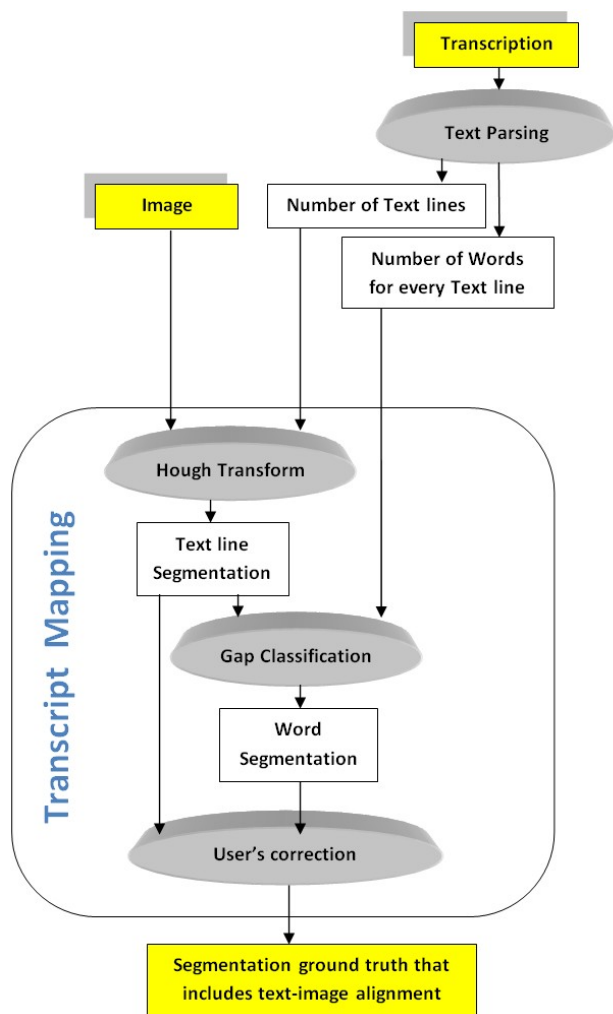 Transcription
Text Parsing
Image
Number of Text lines
Number of Words
for every Text line
Transcript Mapping
Hough Transform
Text line
Segmentation
Gap Classification
Word
Segmentation
User’s correction
Segmentation ground truth that
includes text-image alignment